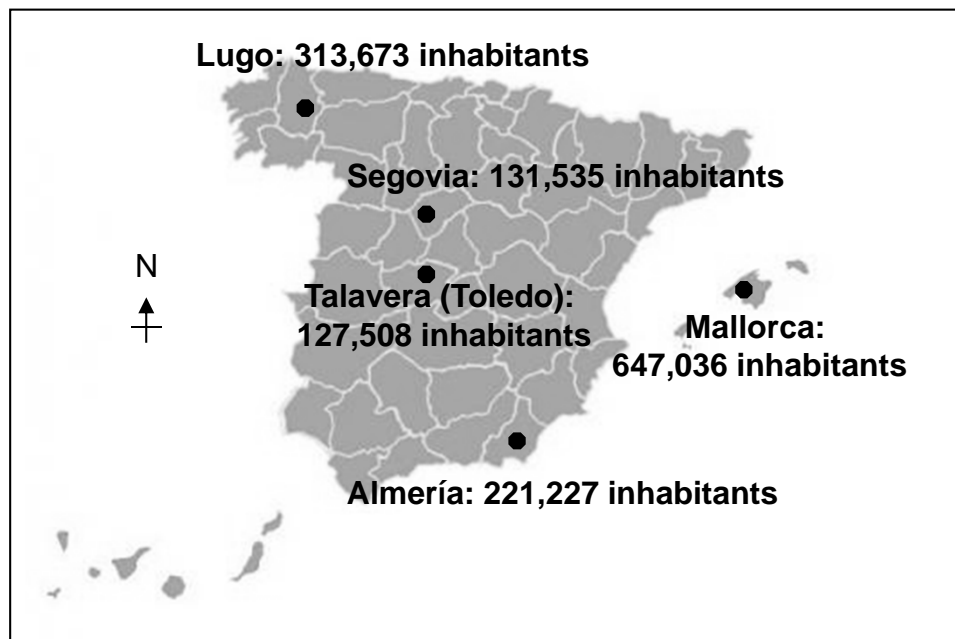 Lugo: 313,673 inhabitants
Segovia: 131,535 inhabitants
N
Talavera (Toledo):
127,508 inhabitants
Mallorca:
647,036 inhabitants
Almería: 221,227 inhabitants